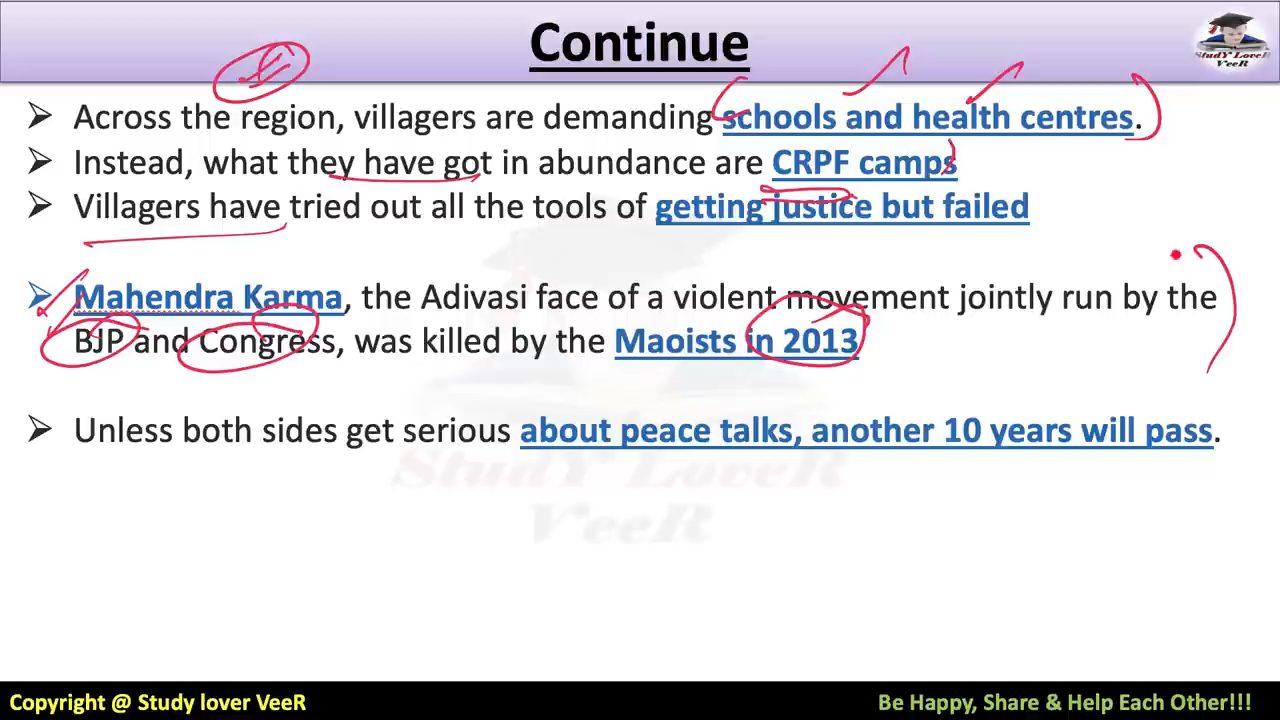 Continue
StudY LoveR
VeeR
➢ Across the region, villagers are demanding schools and health centres.
➢ Instead, what they have got in abundance are CRPF camps
➢ Villagers have tried out all the tools of getting justice but failed
➢ Mahendra Karma, the Adivasi face of a violent movement jointly run by the
BJP and Congress, was killed by the Maoists in 2013
➢ Unless both sides get serious about peace talks, another 10 years will pass.
StudY LoveR
VeeR
Copyright @ Study lover VeeR
Be Happy, Share & Help Each Other!!!